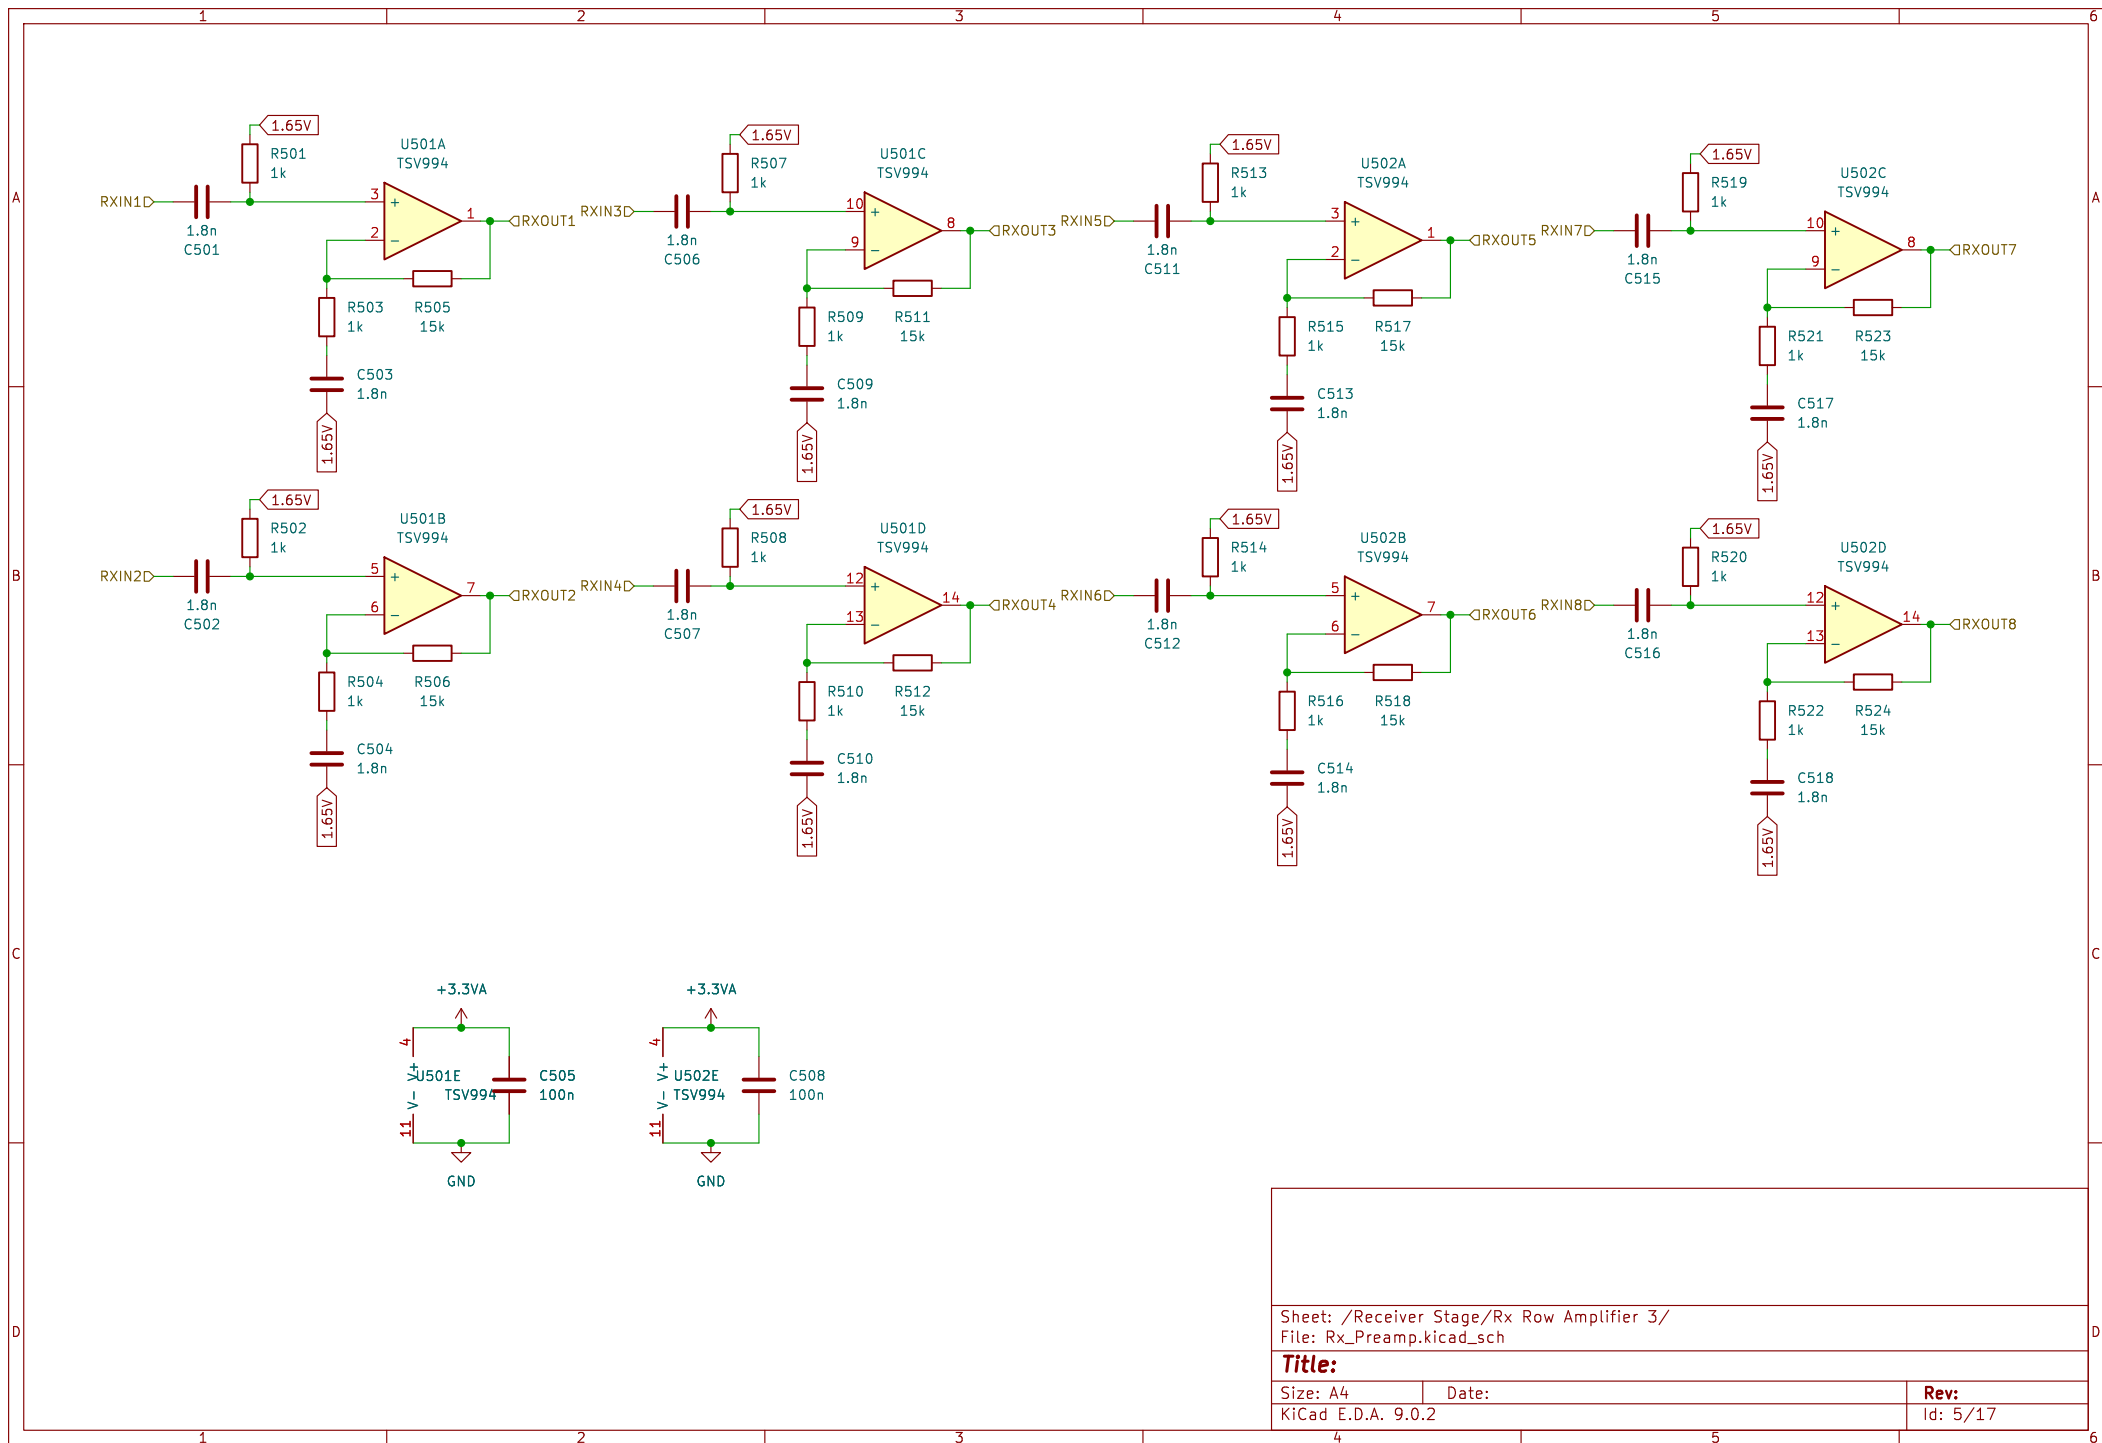 1 2 3 4 5 6
A
B
C
D
A
B
C
D
1 2 3 4 5 6
1.65V
R501
1k
RXIN1
1.8n
C501
U501A
TSV994
3
+
2
−
1
RXOUT1
R503
1k
R505
15k
C503
1.8n
1.65V
1.65V
R507
1k
RXIN3
1.8n
C506
U501C
TSV994
10
+
9
−
8
RXOUT3
R509
1k
R511
15k
C509
1.8n
1.65V
1.65V
R513
1k
RXIN5
1.8n
C511
U502A
TSV994
3
+
2
−
1
RXOUT5
R515
1k
R517
15k
C513
1.8n
1.65V
1.65V
R519
1k
RXIN7
1.8n
C515
U502C
TSV994
10
+
9
−
8
RXOUT7
R521
1k
R523
15k
C517
1.8n
1.65V
1.65V
R502
1k
RXIN2
1.8n
C502
U501B
TSV994
5
+
6
−
7
RXOUT2
R504
1k
R506
15k
C504
1.8n
1.65V
1.65V
R508
1k
RXIN4
1.8n
C507
U501D
TSV994
12
+
13
−
14
RXOUT4
R510
1k
R512
15k
C510
1.8n
1.65V
1.65V
R514
1k
RXIN6
1.8n
C512
U502B
TSV994
5
+
6
−
7
RXOUT6
R516
1k
R518
15k
C514
1.8n
1.65V
1.65V
R520
1k
RXIN8
1.8n
C516
U502D
TSV994
12
+
13
−
14
RXOUT8
R522
1k
R524
15k
C518
1.8n
1.65V
+3.3VA
4
V+
V−
11
U501E
TSV994
C505
100n
GND
+3.3VA
4
V+
V−
11
U502E
TSV994
C508
100n
GND
Sheet: /Receiver Stage/Rx Row Amplifier 3/
File: Rx_Preamp.kicad_sch
Title:
Size: A4 Date: Rev:
KiCad E.D.A. 9.0.2 Id: 5/17